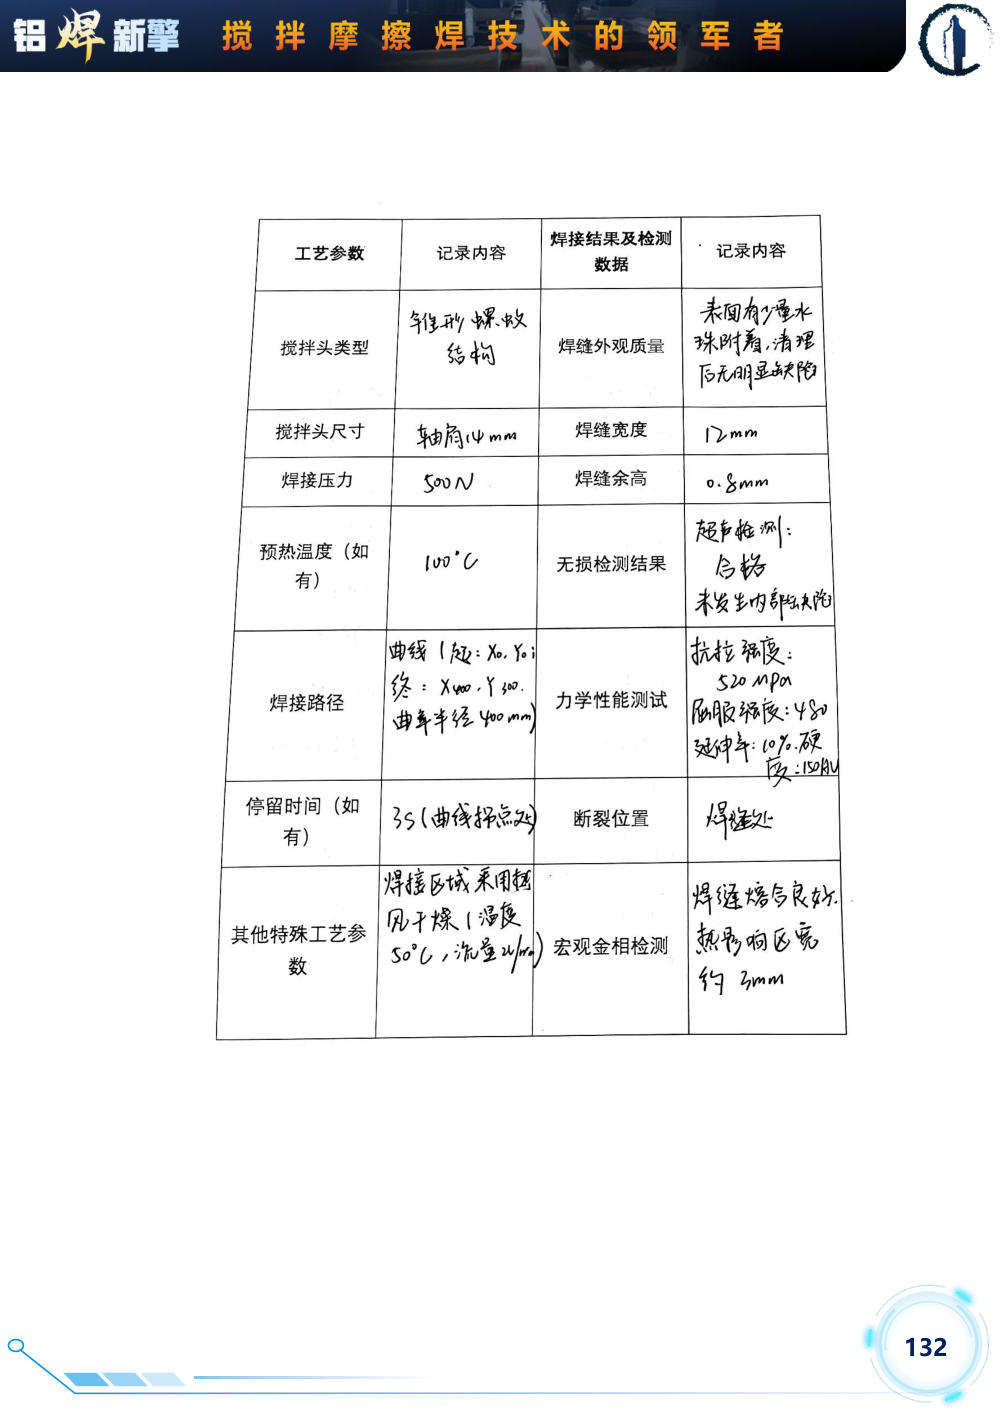 铝焊新擎 搅拌摩擦焊技术的领军者
工艺参数 记录内容 焊接结果及检测数据 记录内容
搅拌头类型
锥形螺纹
结构
焊缝外观质量
表面有少量水
珠附着,清理
后无明显缺陷
搅拌头尺寸 轴肩14mm 焊缝宽度 12mm
焊接压力 500N 焊缝余高 0.8mm
预热温度（如
有）
100°C
无损检测结果
超声检测:
合格
未发生内部缺陷
焊接路径
曲线(起:X0,Y0;
终:X400,Y300.
曲率半径400mm)
力学性能测试
抗拉强度:
520MPa
屈服强度:480
延伸率:10%.硬
度:150HV
停留时间（如
有）
3s(曲线拐点处)
断裂位置
焊缝处
其他特殊工艺参
数
焊接区域采用热
风干燥(温度
50°C,流量2L/min)
宏观金相检测
焊缝熔合良好.
热影响区宽
约3mm
132